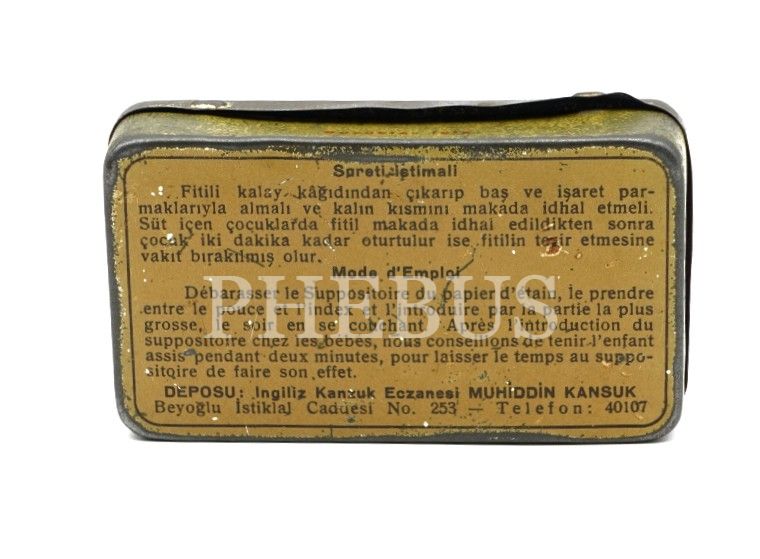 Sureti istimali
Fitili kalay kâğıdından çıkarıp baş ve işaret par-
maklarıyla almalı ve kalın kısmını makada idhal etmeli.
Süt içen çocuklarda fitil makada idhal edildikten sonra
çocuk iki dakika kadar oturtulur ise fitilin tesir etmesine
vakit bırakılmış olur.
Mode d'Emploi
Débarasser le Suppositoire du papier d'étain, le prendre
entre le pouce et l'index et l'introduire par la partie la plus
grosse, le soir en se couchant. Après l'introduction du
suppositoire chez les bébés, nous conseillons de tenir l'enfant
assis pendant deux minutes, pour laisser le temps au suppo-
sitoire de faire son effet.
DEPOSU: İngiliz Kanzuk Eczanesi MUHİDDİN KANSUK
Beyoğlu İstiklal Caddesi No. 253 — Telefon: 40107
PHEBUS